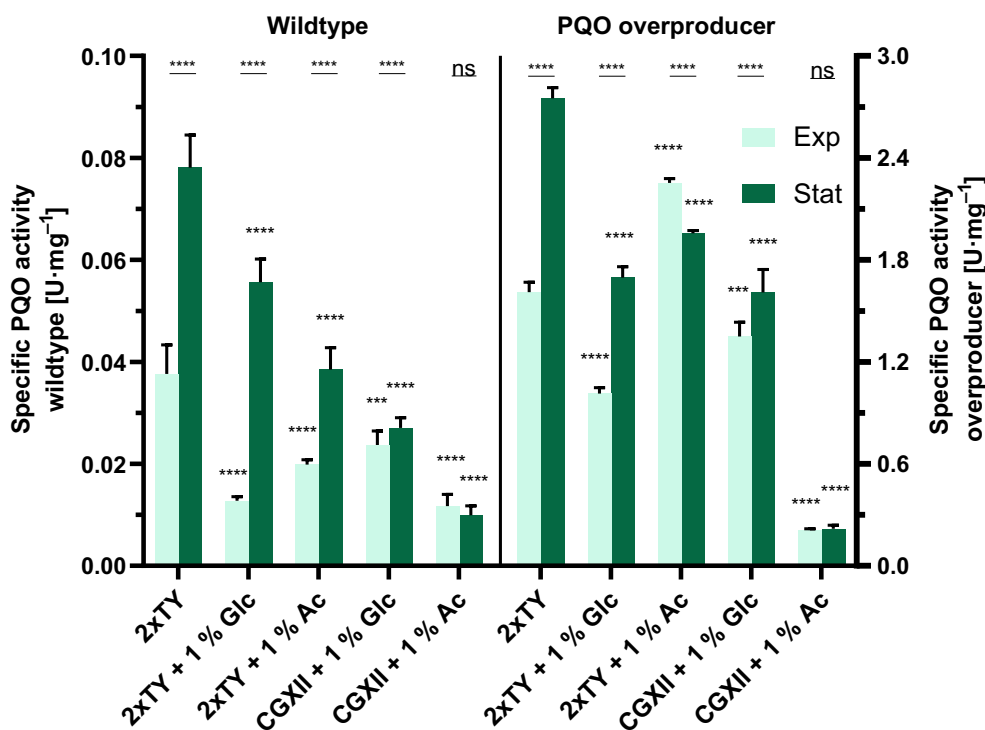 Wildtype
PQO overproducer
Specific PQO activity
wildtype [U·mg⁻¹]
0.10
0.08
0.06
0.04
0.02
0.00
**** **** **** **** ns
**** **** **** **** ns
****
****
****
****
***
****
****
****
****
****
****
****
***
****
****
****
Exp
Stat
3.0
2.4
1.8
1.2
0.6
0.0
Specific PQO activity
overproducer [U·mg⁻¹]
2xTY
2xTY + 1 % Glc
2xTY + 1 % Ac
CGXII + 1 % Glc
CGXII + 1 % Ac
2xTY
2xTY + 1 % Glc
2xTY + 1 % Ac
CGXII + 1 % Glc
CGXII + 1 % Ac